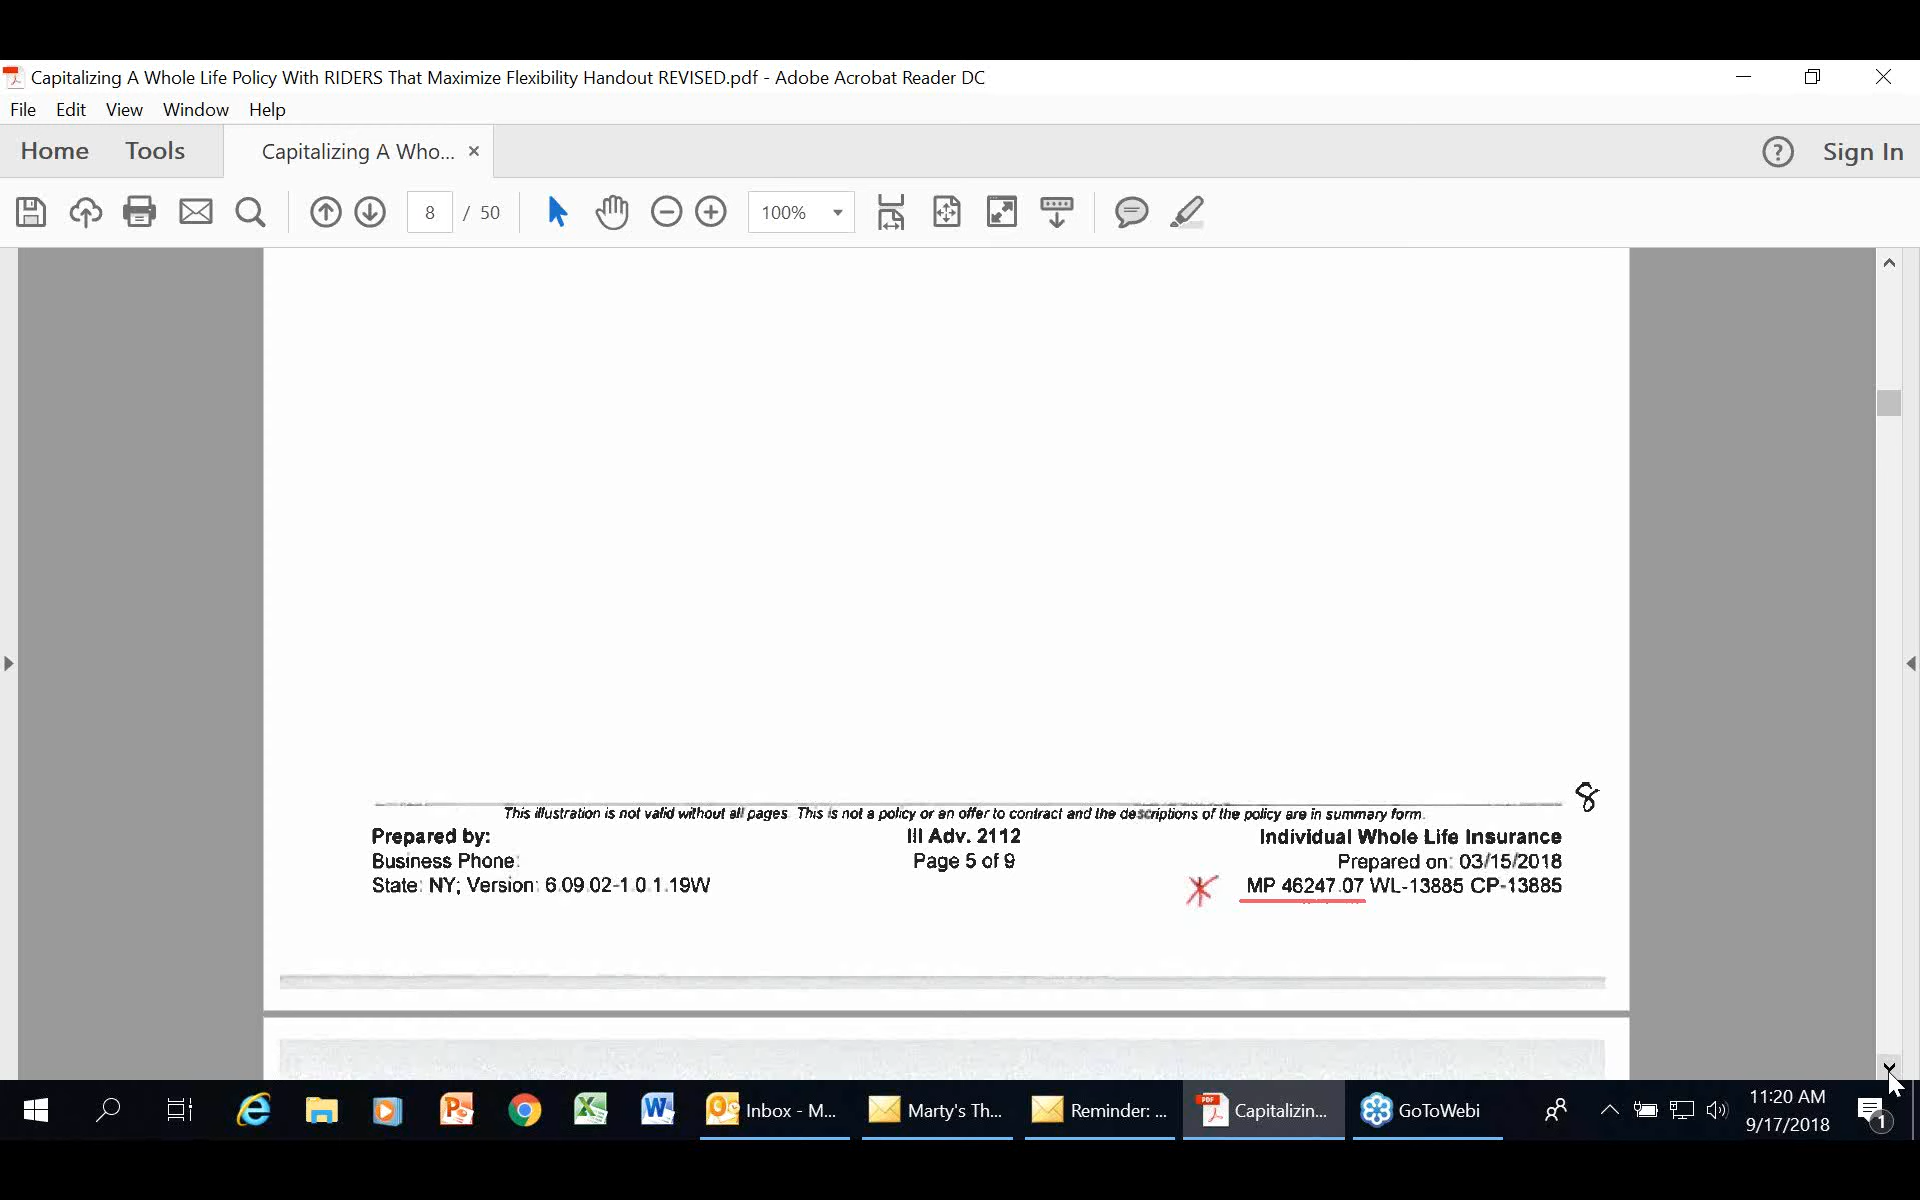 Capitalizing A Whole Life Policy With RIDERS That Maximize Flexibility Handout REVISED.pdf - Adobe Acrobat Reader DC
File Edit View Window Help
Home Tools Capitalizing A Who... × ? Sign In
8 / 50 100%
8
This illustration is not valid without all pages. This is not a policy or an offer to contract and the descriptions of the policy are in summary form.
Prepared by: Ill Adv. 2112 Individual Whole Life Insurance
Business Phone: Page 5 of 9 Prepared on: 03/15/2018
State: NY; Version: 6.09.02-1.0.1.19W MP 46247.07 WL-13885 CP-13885
Inbox - M... Marty's Th... Reminder: ... Capitalizin... GoToWebi 11:20 AM
9/17/2018 1